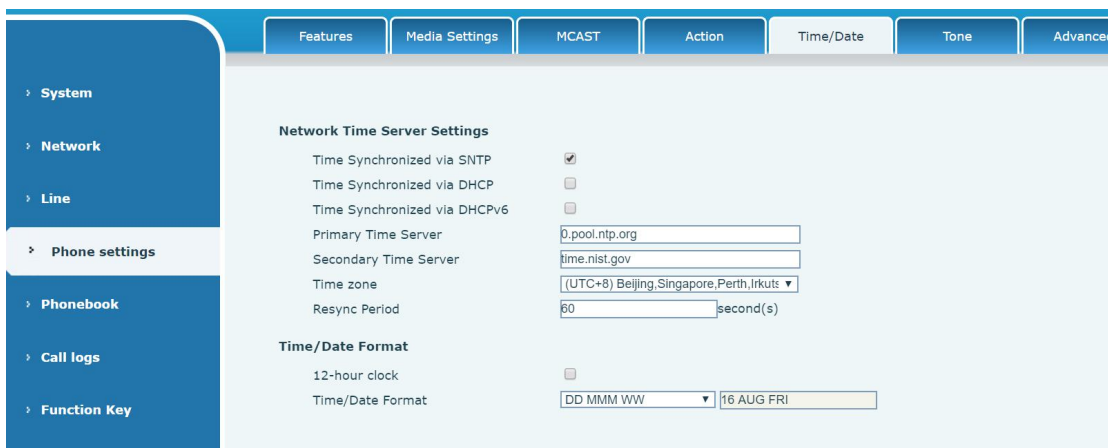 Features Media Settings MCAST Action Time/Date Tone Advanced
› System
› Network
› Line
› Phone settings
› Phonebook
› Call logs
› Function Key
Network Time Server Settings
Time Synchronized via SNTP
Time Synchronized via DHCP
Time Synchronized via DHCPv6
Primary Time Server 0.pool.ntp.org
Secondary Time Server time.nist.gov
Time zone (UTC+8) Beijing,Singapore,Perth,Irkuts
Resync Period 60 second(s)
Time/Date Format
12-hour clock
Time/Date Format DD MMM WW 16 AUG FRI